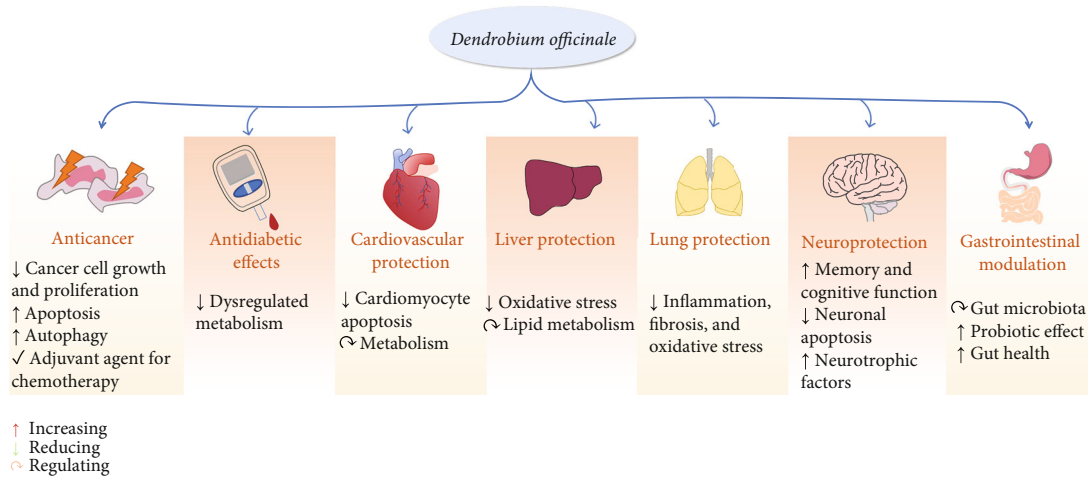 Dendrobium officinale
Anticancer
↓ Cancer cell growth
and proliferation
↑ Apoptosis
↑ Autophagy
✓ Adjuvant agent for
chemotherapy
Antidiabetic
effects
↓ Dysregulated
metabolism
Cardiovascular
protection
↓ Cardiomyocyte
apoptosis
↷ Metabolism
Liver protection
↓ Oxidative stress
↷ Lipid metabolism
Lung protection
↓ Inflammation,
fibrosis, and
oxidative stress
Neuroprotection
↑ Memory and
cognitive function
↓ Neuronal
apoptosis
↑ Neurotrophic
factors
Gastrointestinal
modulation
↷ Gut microbiota
↑ Probiotic effect
↑ Gut health
↑ Increasing
↓ Reducing
↷ Regulating